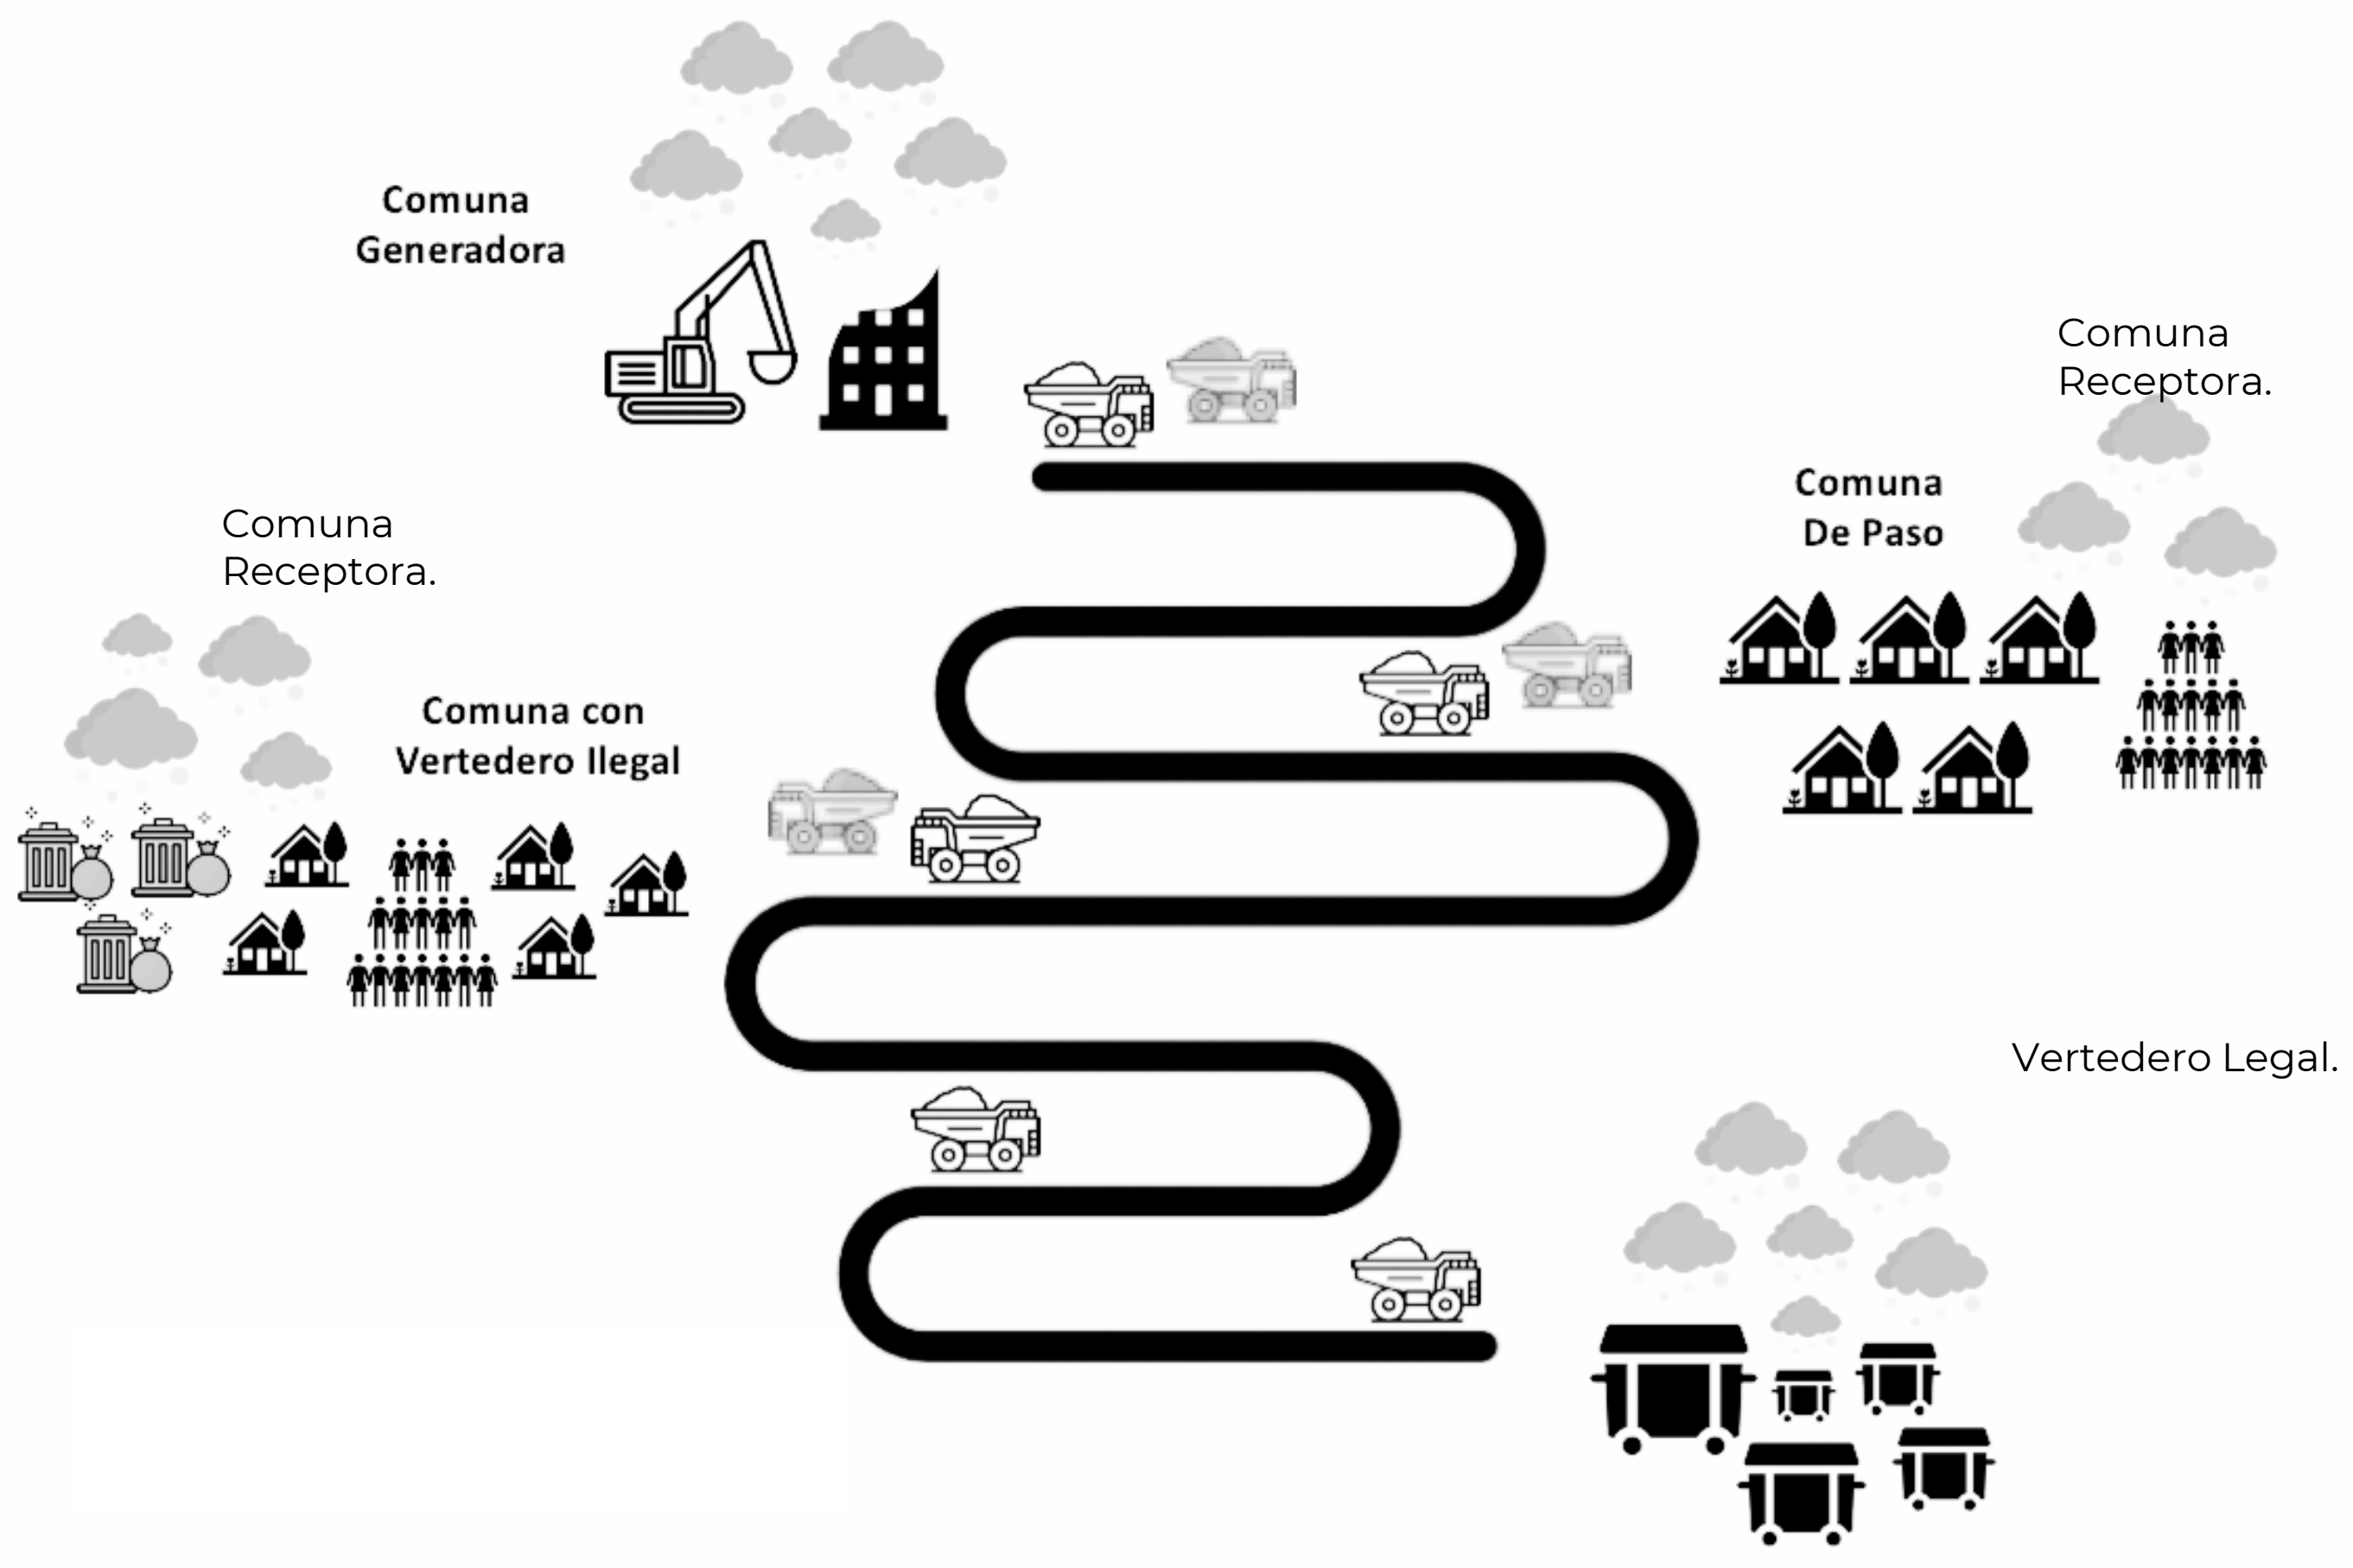 Comuna
Generadora
Comuna
Receptora.
Comuna
De Paso
Comuna
Receptora.
Comuna con
Vertedero Ilegal
Vertedero Legal.